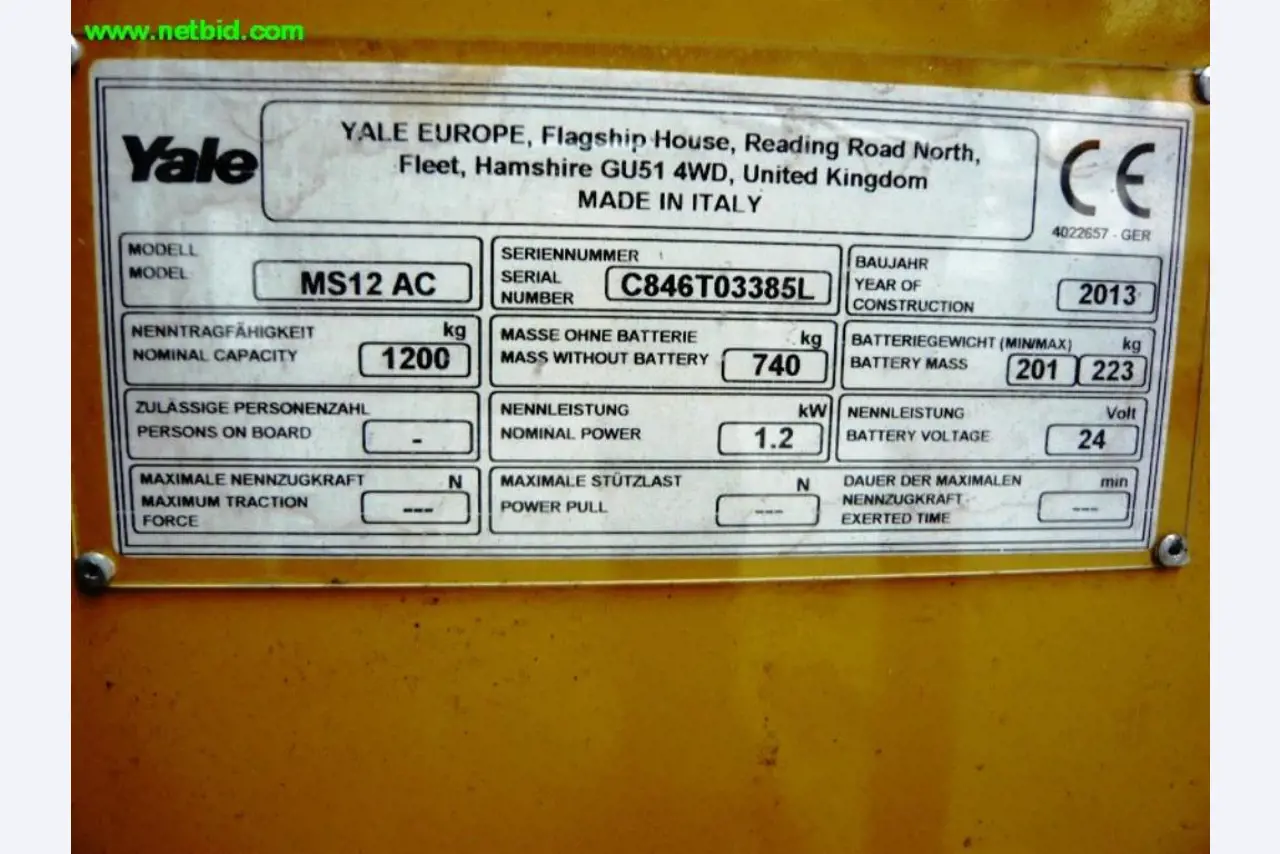 www.netbid.com
Yale
YALE EUROPE, Flagship House, Reading Road North,
Fleet, Hamshire GU51 4WD, United Kingdom
MADE IN ITALY
CE
4022657 - GER
MODELL
MODEL
MS12 AC
SERIENNUMMER
SERIAL
NUMBER
C846T03385L
BAUJAHR
YEAR OF
CONSTRUCTION
2013
NENNTRAGFÄHIGKEIT kg
NOMINAL CAPACITY 1200
MASSE OHNE BATTERIE kg
MASS WITHOUT BATTERY 740
BATTERIEGEWICHT (MIN/MAX) kg
BATTERY MASS 201 223
ZULÄSSIGE PERSONENZAHL
PERSONS ON BOARD -
NENNLEISTUNG kW
NOMINAL POWER 1.2
NENNLEISTUNG Volt
BATTERY VOLTAGE 24
MAXIMALE NENNZUGKRAFT N
MAXIMUM TRACTION
FORCE
---
MAXIMALE STÜTZLAST N
POWER PULL ---
DAUER DER MAXIMALEN min
NENNZUGKRAFT
EXERTED TIME
---